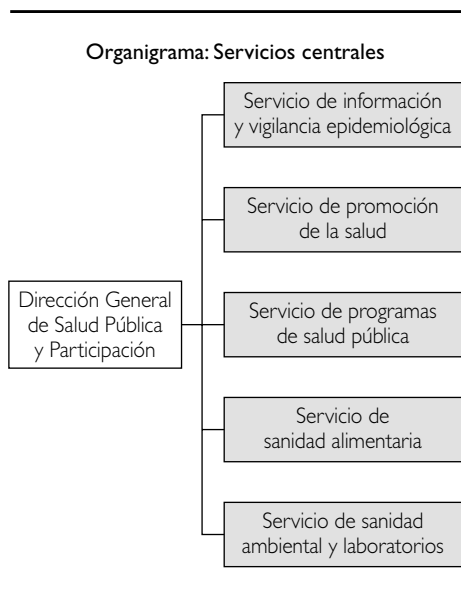 Organigrama: Servicios centrales
Servicio de información
y vigilancia epidemiológica
Servicio de promoción
de la salud
Dirección General
de Salud Pública
y Participación
Servicio de programas
de salud pública
Servicio de
sanidad alimentaria
Servicio de sanidad
ambiental y laboratorios